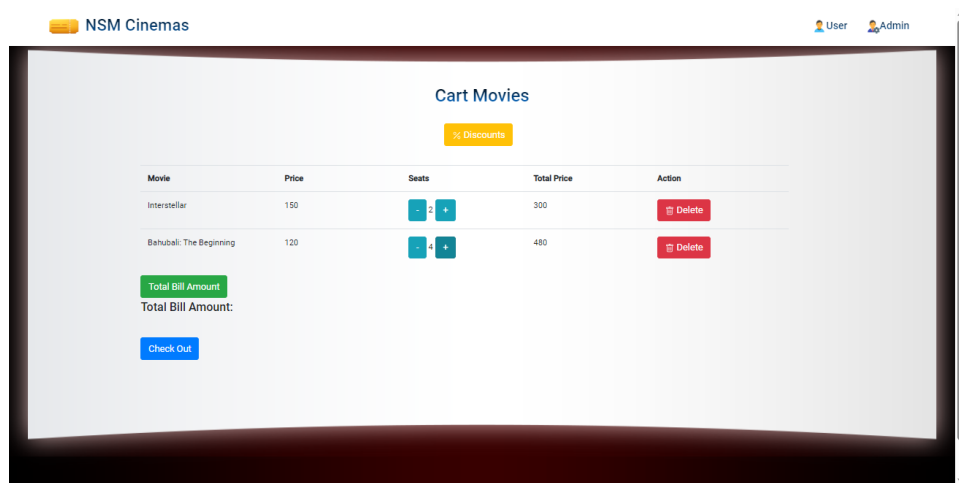 NSM Cinemas User Admin
Cart Movies
% Discounts
Movie Price Seats Total Price Action
Interstellar 150 - 2 + 300 Delete
Bahubali: The Beginning 120 - 4 + 480 Delete
Total Bill Amount
Total Bill Amount:
Check Out